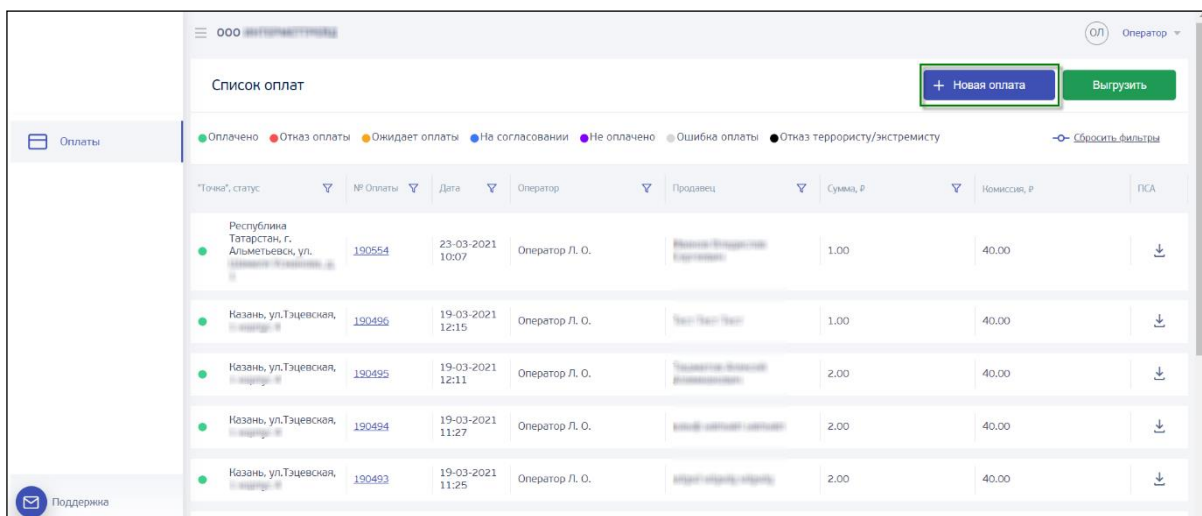 ООО
ОЛ
Оператор
Список оплат
+ Новая оплата
Выгрузить
Оплаты
Оплачено Отказ оплаты Ожидает оплаты На согласовании Не оплачено Ошибка оплаты Отказ террористу/экстремисту
Сбросить фильтры
"Точка", статус № Оплаты Дата Оператор Продавец Сумма, ₽ Комиссия, ₽ ПСА
Республика
Татарстан, г.
Альметьевск, ул.
190554
23-03-2021
10:07
Оператор Л. О.
1.00
40.00
Казань, ул.Тэцевская,
190496
19-03-2021
12:15
Оператор Л. О.
1.00
40.00
Казань, ул.Тэцевская,
190495
19-03-2021
12:11
Оператор Л. О.
2.00
40.00
Казань, ул.Тэцевская,
190494
19-03-2021
11:27
Оператор Л. О.
2.00
40.00
Казань, ул.Тэцевская,
190493
19-03-2021
11:25
Оператор Л. О.
2.00
40.00
Поддержка